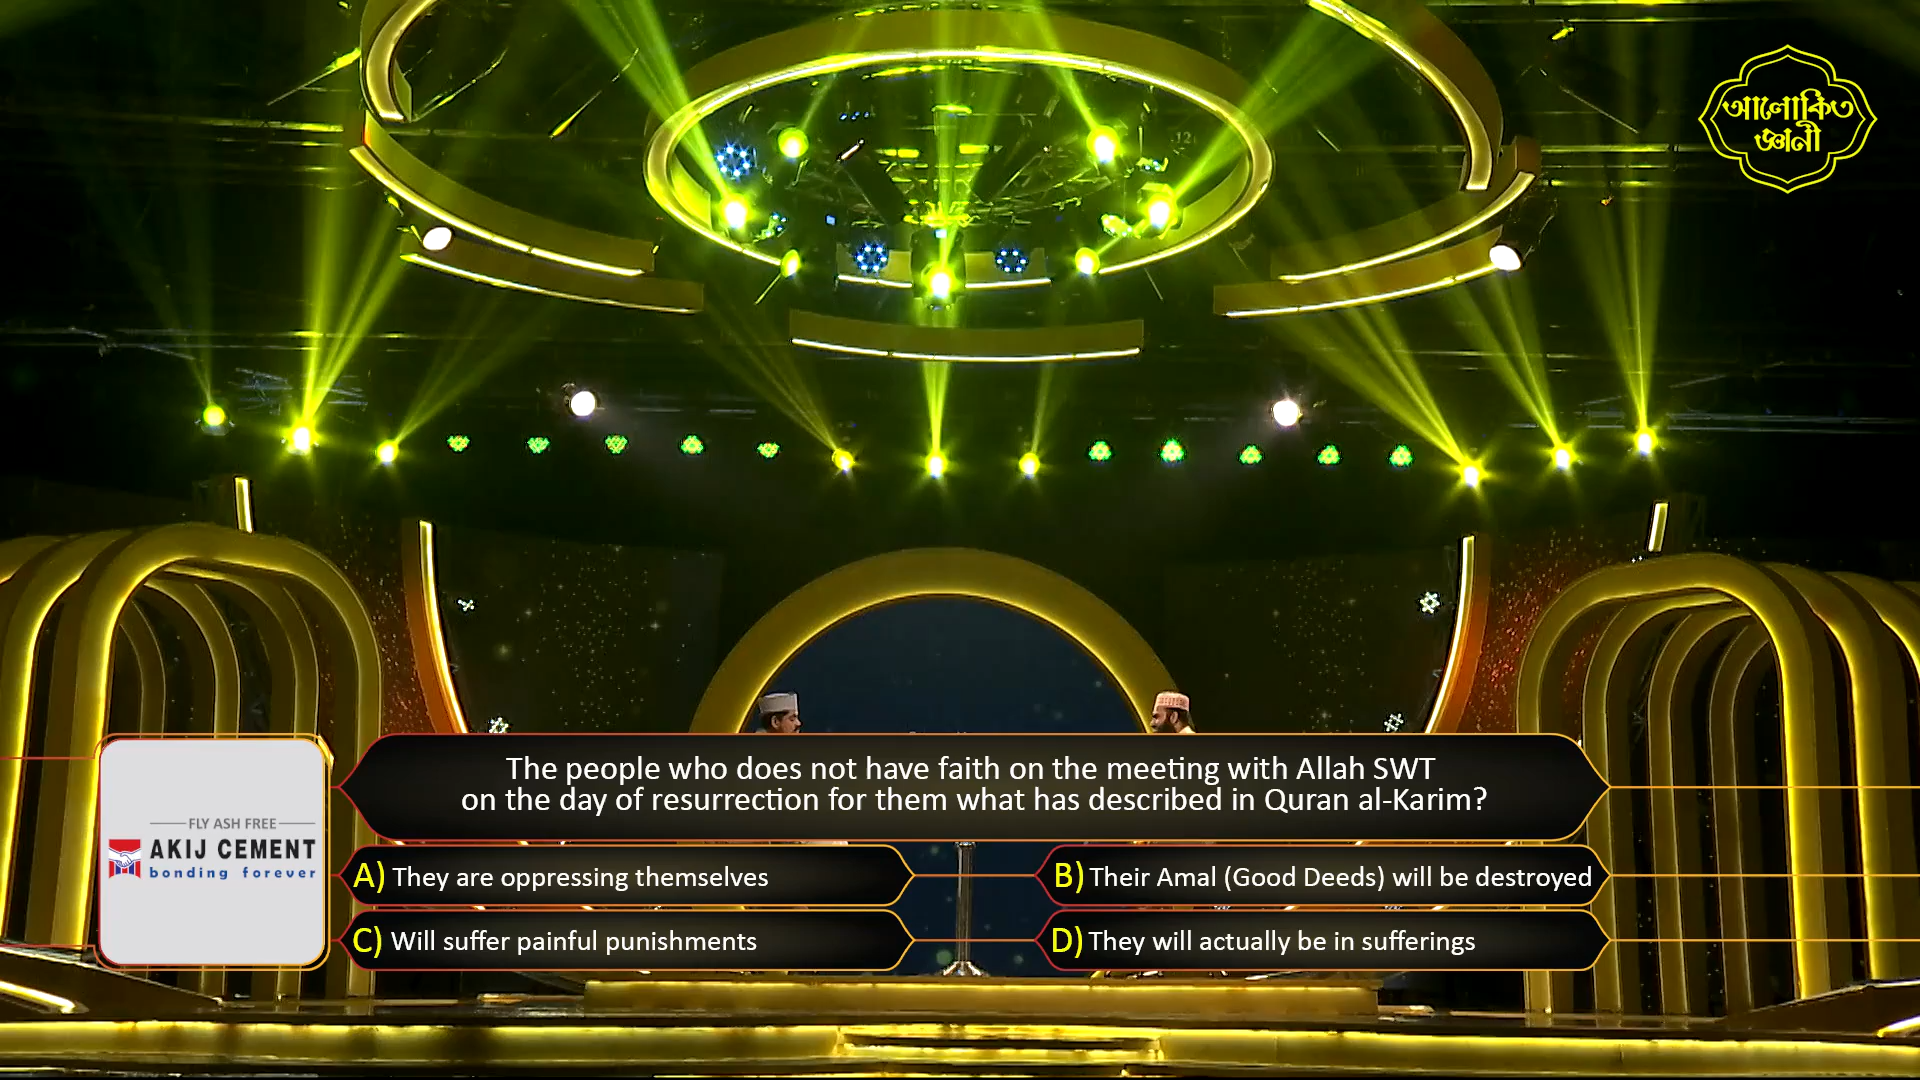 আলোকিত
জ্ঞানী
The people who does not have faith on the meeting with Allah SWT
on the day of resurrection for them what has described in Quran al-Karim?
FLY ASH FREE
AKIJ CEMENT
bonding forever
A) They are oppressing themselves
B) Their Amal (Good Deeds) will be destroyed
C) Will suffer painful punishments
D) They will actually be in sufferings